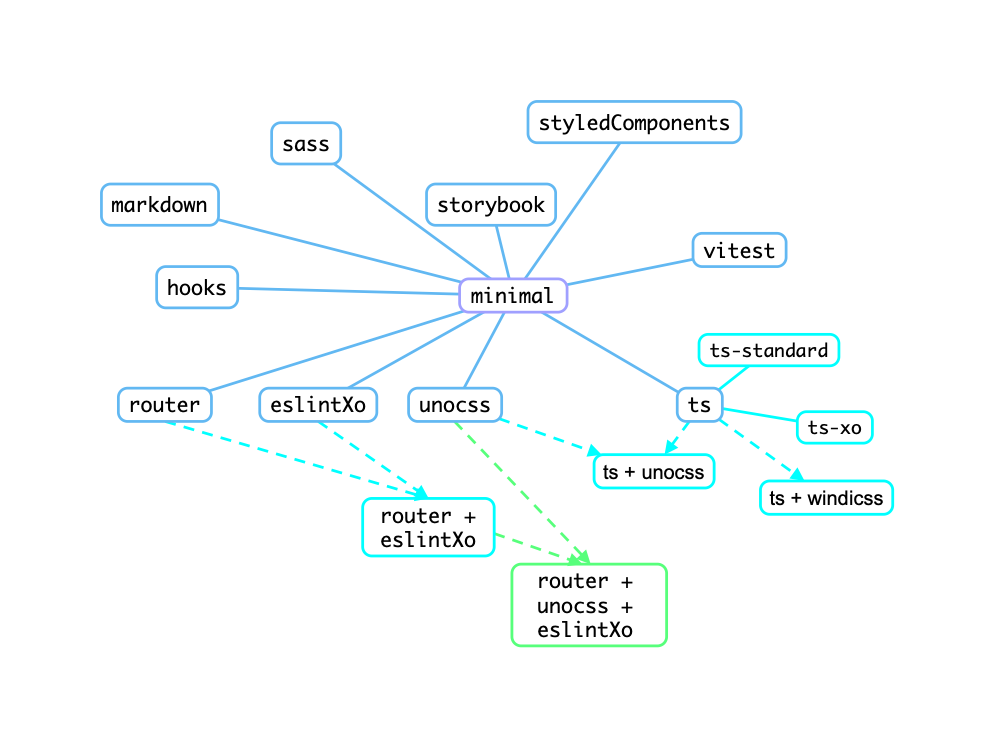 styledComponents
sass
markdown
storybook
vitest
hooks
minimal
ts-standard
router
eslintXo
unocss
ts
ts-xo
ts + unocss
ts + windicss
router +
eslintXo
router +
unocss +
eslintXo